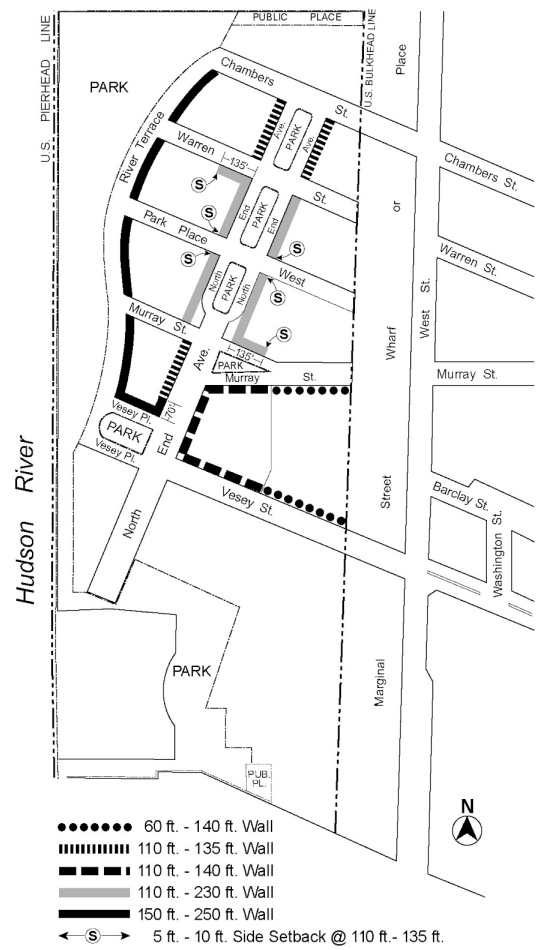 PUBLIC PLACE
U.S. PIERHEAD LINE
U.S. BULKHEAD LINE
Place
PARK
Chambers
St.
Chambers St.
River Terrace
Warren
135'
Ave.
PARK
Ave.
St.
S
S
S
End
PARK
End
S
or
Warren St.
Park Place
West
North
PARK
North
S
West St.
Wharf
Murray St.
S
135'
PARK
Ave.
Murray St.
Murray St.
Vesey Pl.
70'
PARK
Vesey Pl.
End
Vesey St.
Street
Barclay St.
Washington St.
North
Hudson River
PARK
Marginal
PUB. PL.
N
60 ft. - 140 ft. Wall
110 ft. - 135 ft. Wall
110 ft. - 140 ft. Wall
110 ft. - 230 ft. Wall
150 ft. - 250 ft. Wall
S 5 ft. - 10 ft. Side Setback @ 110 ft.- 135 ft.